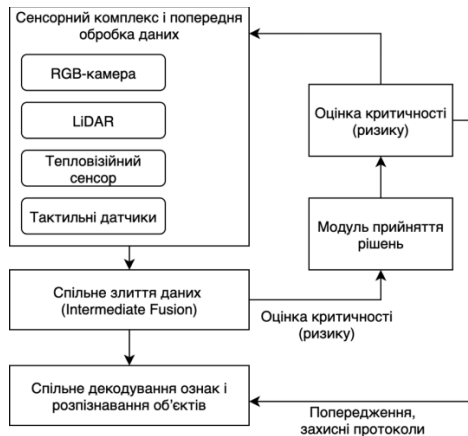 Сенсорний комплекс і попередня
обробка даних
RGB-камера
LiDAR
Тепловізійний
сенсор
Тактильні датчики
Оцінка критичності
(ризику)
Модуль прийняття
рішень
Спільне злиття даних
(Intermediate Fusion)
Оцінка критичності
(ризику)
Спільне декодування ознак і
розпізнавання об’єктів
Попередження,
захисні протоколи